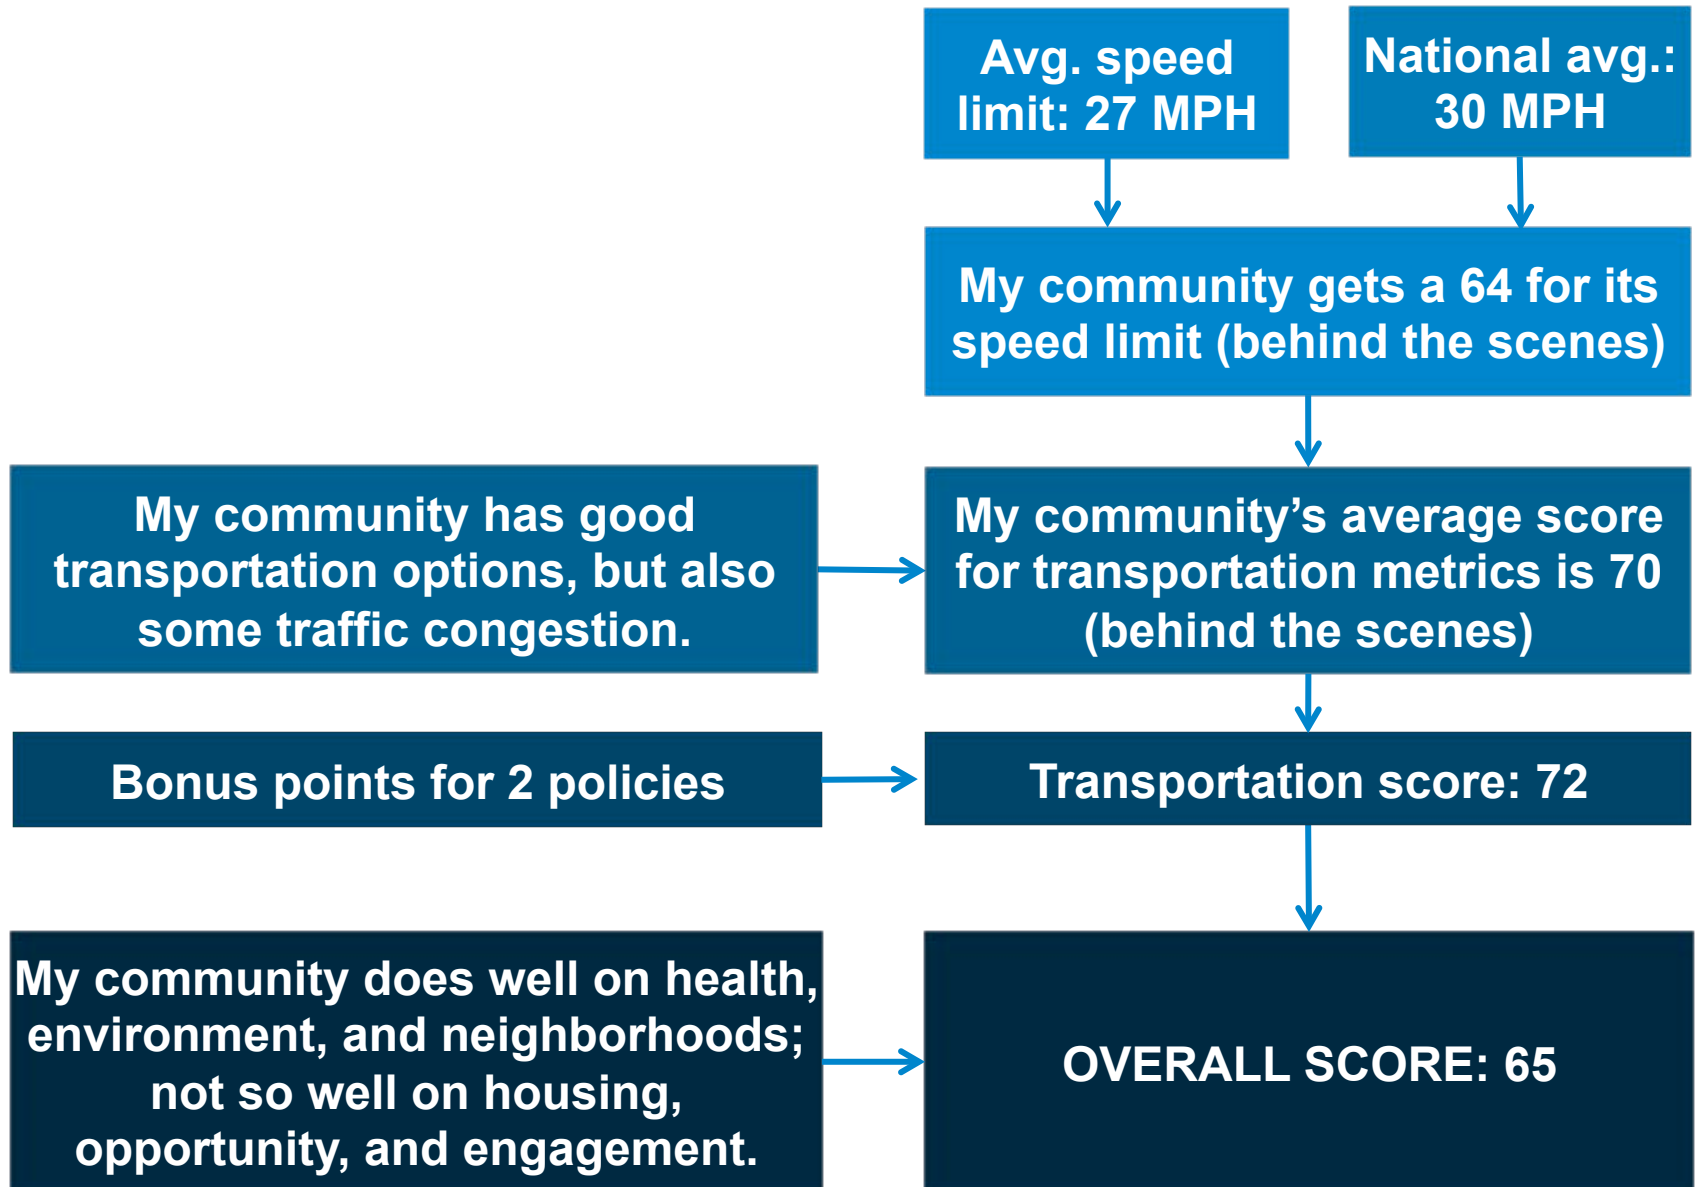 Avg. speed
limit: 27 MPH
National avg.:
30 MPH
My community gets a 64 for its
speed limit (behind the scenes)
My community has good
transportation options, but also
some traffic congestion.
My community’s average score
for transportation metrics is 70
(behind the scenes)
Bonus points for 2 policies
Transportation score: 72
My community does well on health,
environment, and neighborhoods;
not so well on housing,
opportunity, and engagement.
OVERALL SCORE: 65